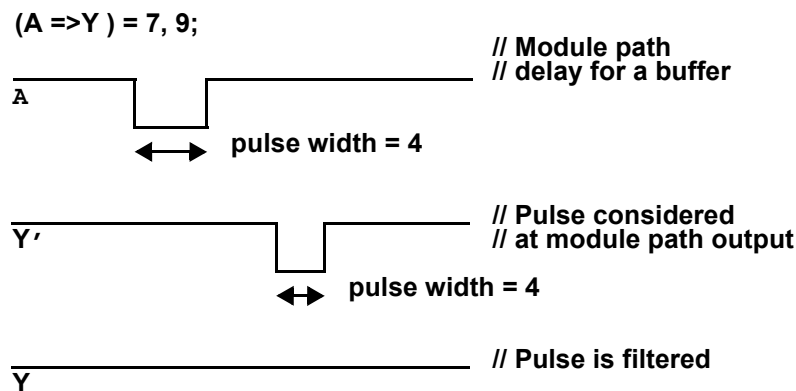 (A =>Y ) = 7, 9;
// Module path
// delay for a buffer
A
pulse width = 4
Y'
// Pulse considered
// at module path output
pulse width = 4
Y
// Pulse is filtered